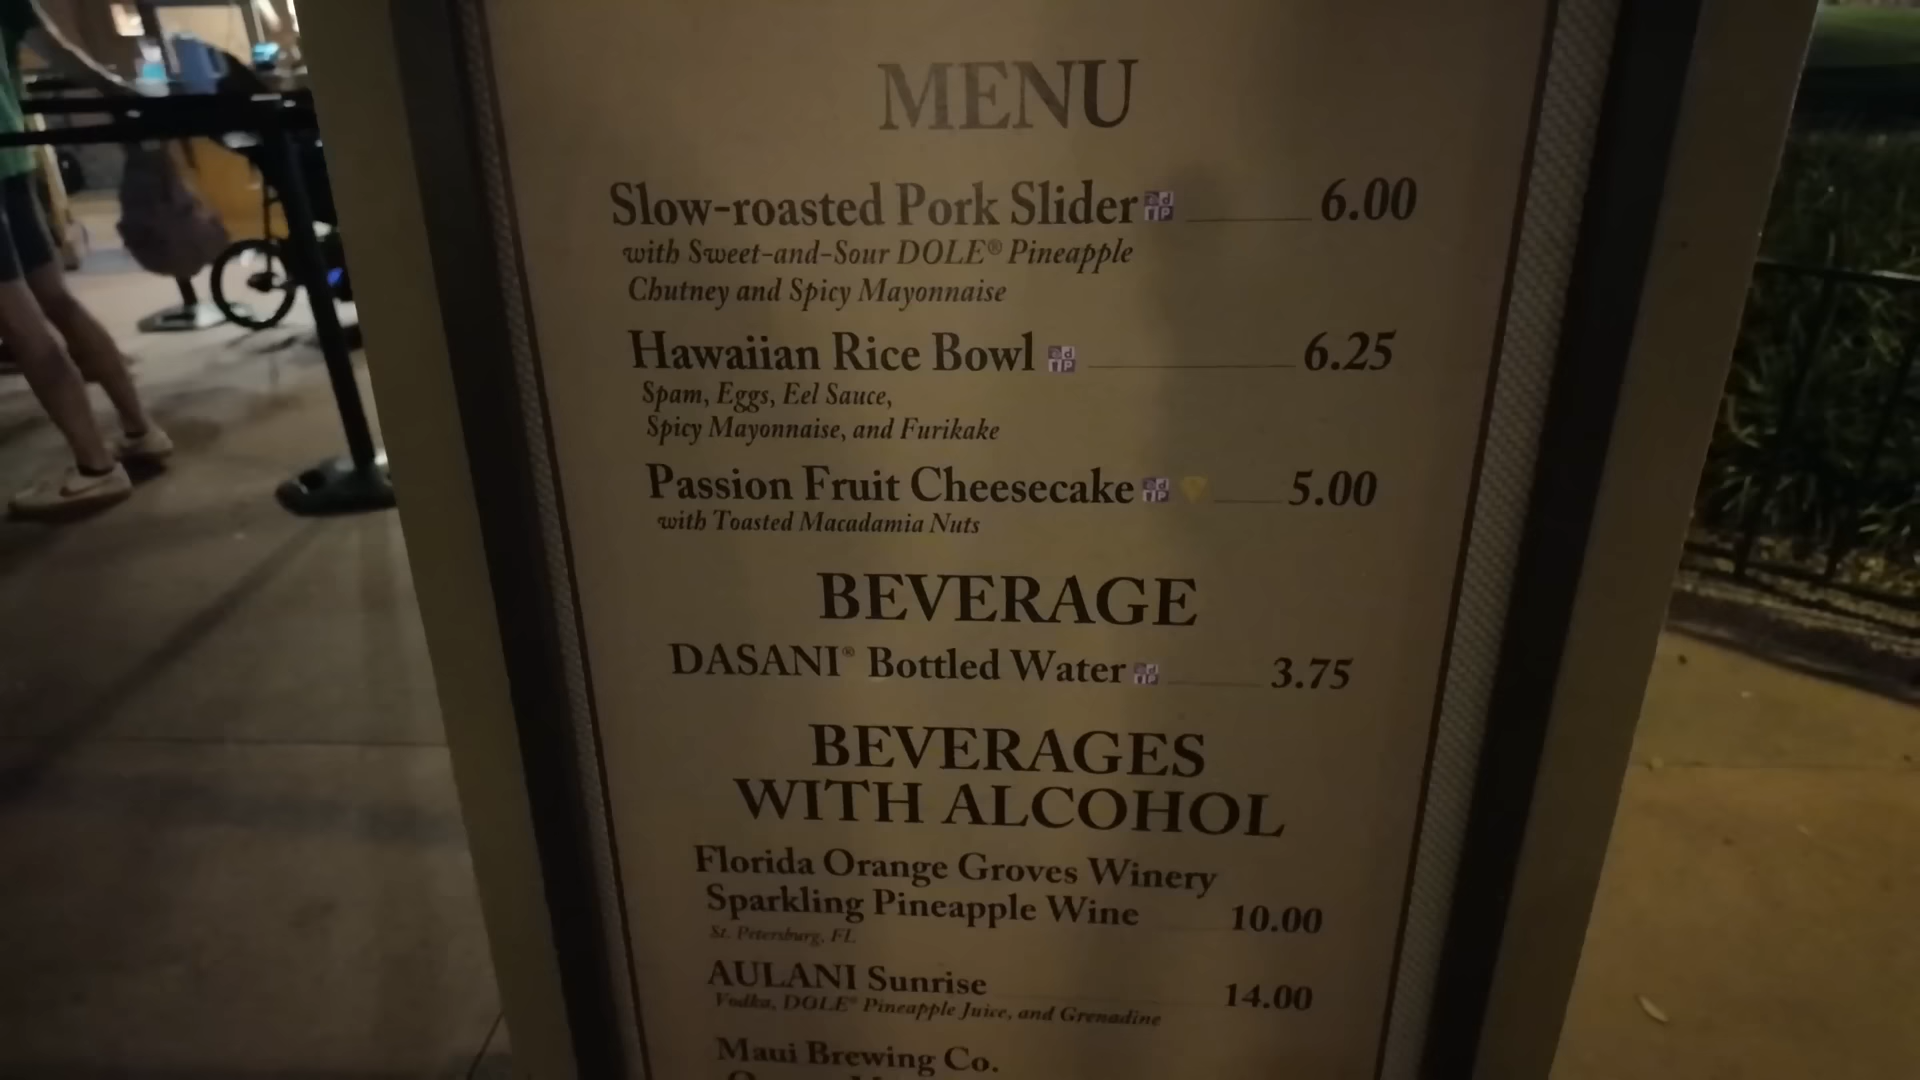 MENU
Slow-roasted Pork Slider 6.00
with Sweet-and-Sour DOLE® Pineapple
Chutney and Spicy Mayonnaise
Hawaiian Rice Bowl 6.25
Spam, Eggs, Eel Sauce,
Spicy Mayonnaise, and Furikake
Passion Fruit Cheesecake 5.00
with Toasted Macadamia Nuts
BEVERAGE
DASANI® Bottled Water 3.75
BEVERAGES
WITH ALCOHOL
Florida Orange Groves Winery
Sparkling Pineapple Wine 10.00
St. Petersburg, FL
AULANI Sunrise 14.00
Vodka, DOLE® Pineapple Juice, and Grenadine
Maui Brewing Co.